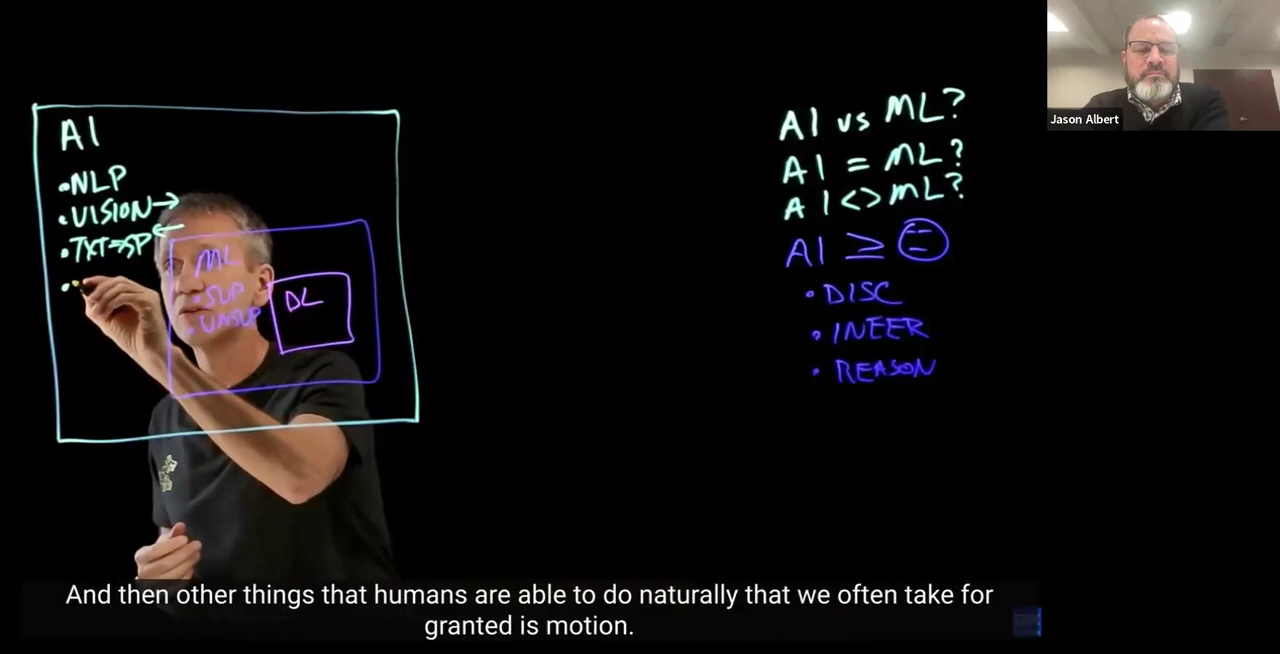 AI
•NLP
•VISION→
•TXT⇒SP←
•
ML
•SUP
•UNSUP
DL
AI vs ML?
AI = ML?
AI <> ML?
AI ≥
•DISC
•INEER
•REASON
Jason Albert
And then other things that humans are able to do naturally that we often take for
granted is motion.